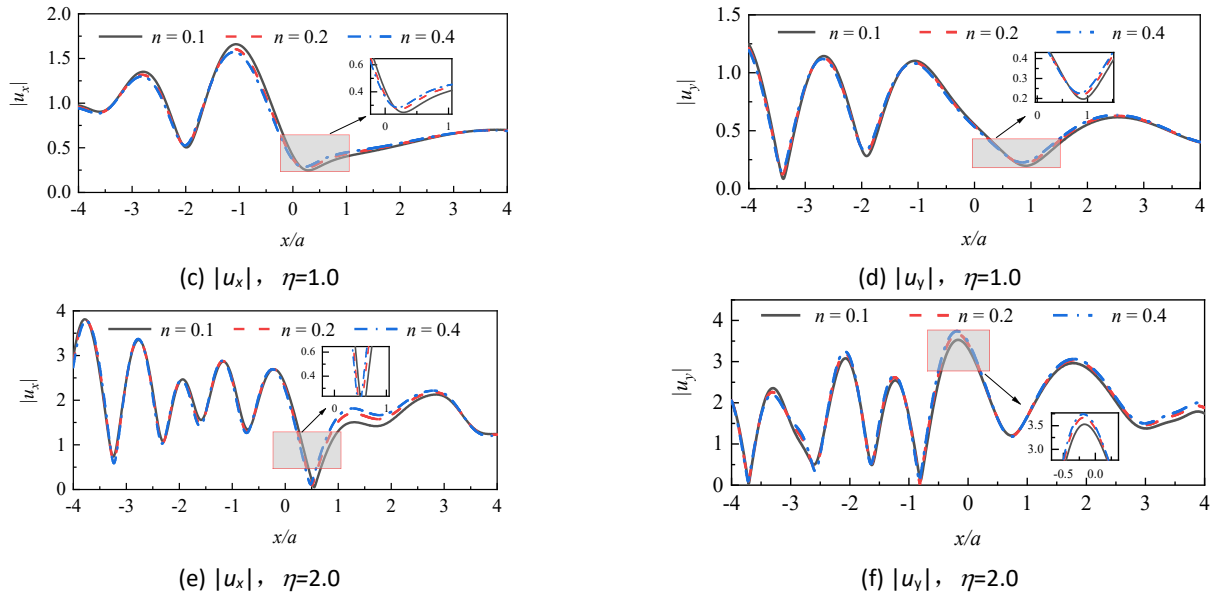 2.0
1.5
1.0
0.5
0.0
|uₓ|
n = 0.1 n = 0.2 n = 0.4
0.6
0.4
0 1
-4 -3 -2 -1 0 1 2 3 4
x/a
(c) |uₓ|， η=1.0
1.5
1.0
0.5
0.0
|u_y|
n = 0.1 n = 0.2 n = 0.4
0.4
0.3
0.2
0 1
-4 -3 -2 -1 0 1 2 3 4
x/a
(d) |u_y|， η=1.0
4
3
2
1
0
|uₓ|
n = 0.1 n = 0.2 n = 0.4
0.6
0.4
0 1
-4 -3 -2 -1 0 1 2 3 4
x/a
(e) |uₓ|， η=2.0
4
3
2
1
0
|u_y|
n = 0.1 n = 0.2 n = 0.4
3.5
3.0
-0.5 0.0
-4 -3 -2 -1 0 1 2 3 4
x/a
(f) |u_y|， η=2.0